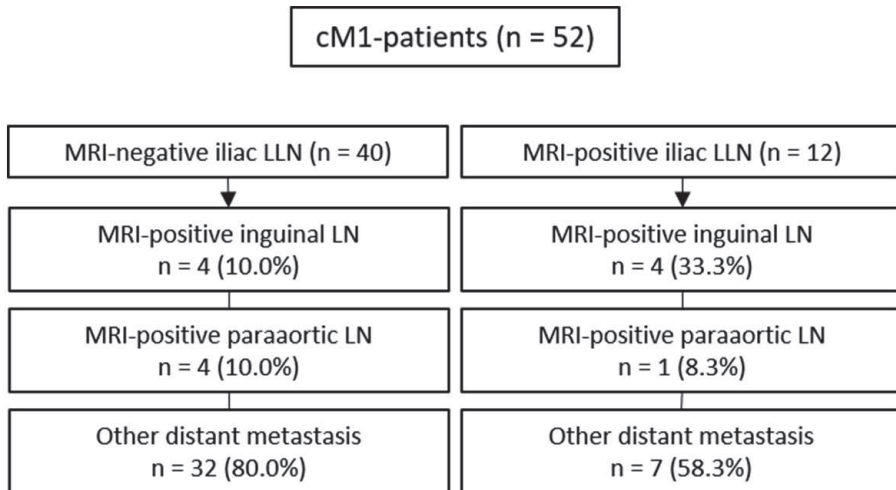 cM1-patients (n = 52)
MRI-negative iliac LLN (n = 40)
MRI-positive inguinal LN
n = 4 (10.0%)
MRI-positive paraaortic LN
n = 4 (10.0%)
Other distant metastasis
n = 32 (80.0%)
MRI-positive iliac LLN (n = 12)
MRI-positive inguinal LN
n = 4 (33.3%)
MRI-positive paraaortic LN
n = 1 (8.3%)
Other distant metastasis
n = 7 (58.3%)